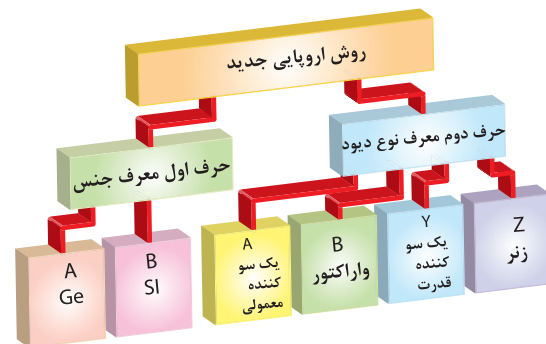 روش اروپایی جدید
حرف دوم معرف نوع دیود
حرف اول معرف جنس
Z
زنر
Y
یک سو
کننده
قدرت
B
واراکتور
A
یک سو
کننده
معمولی
B
SI
A
Ge